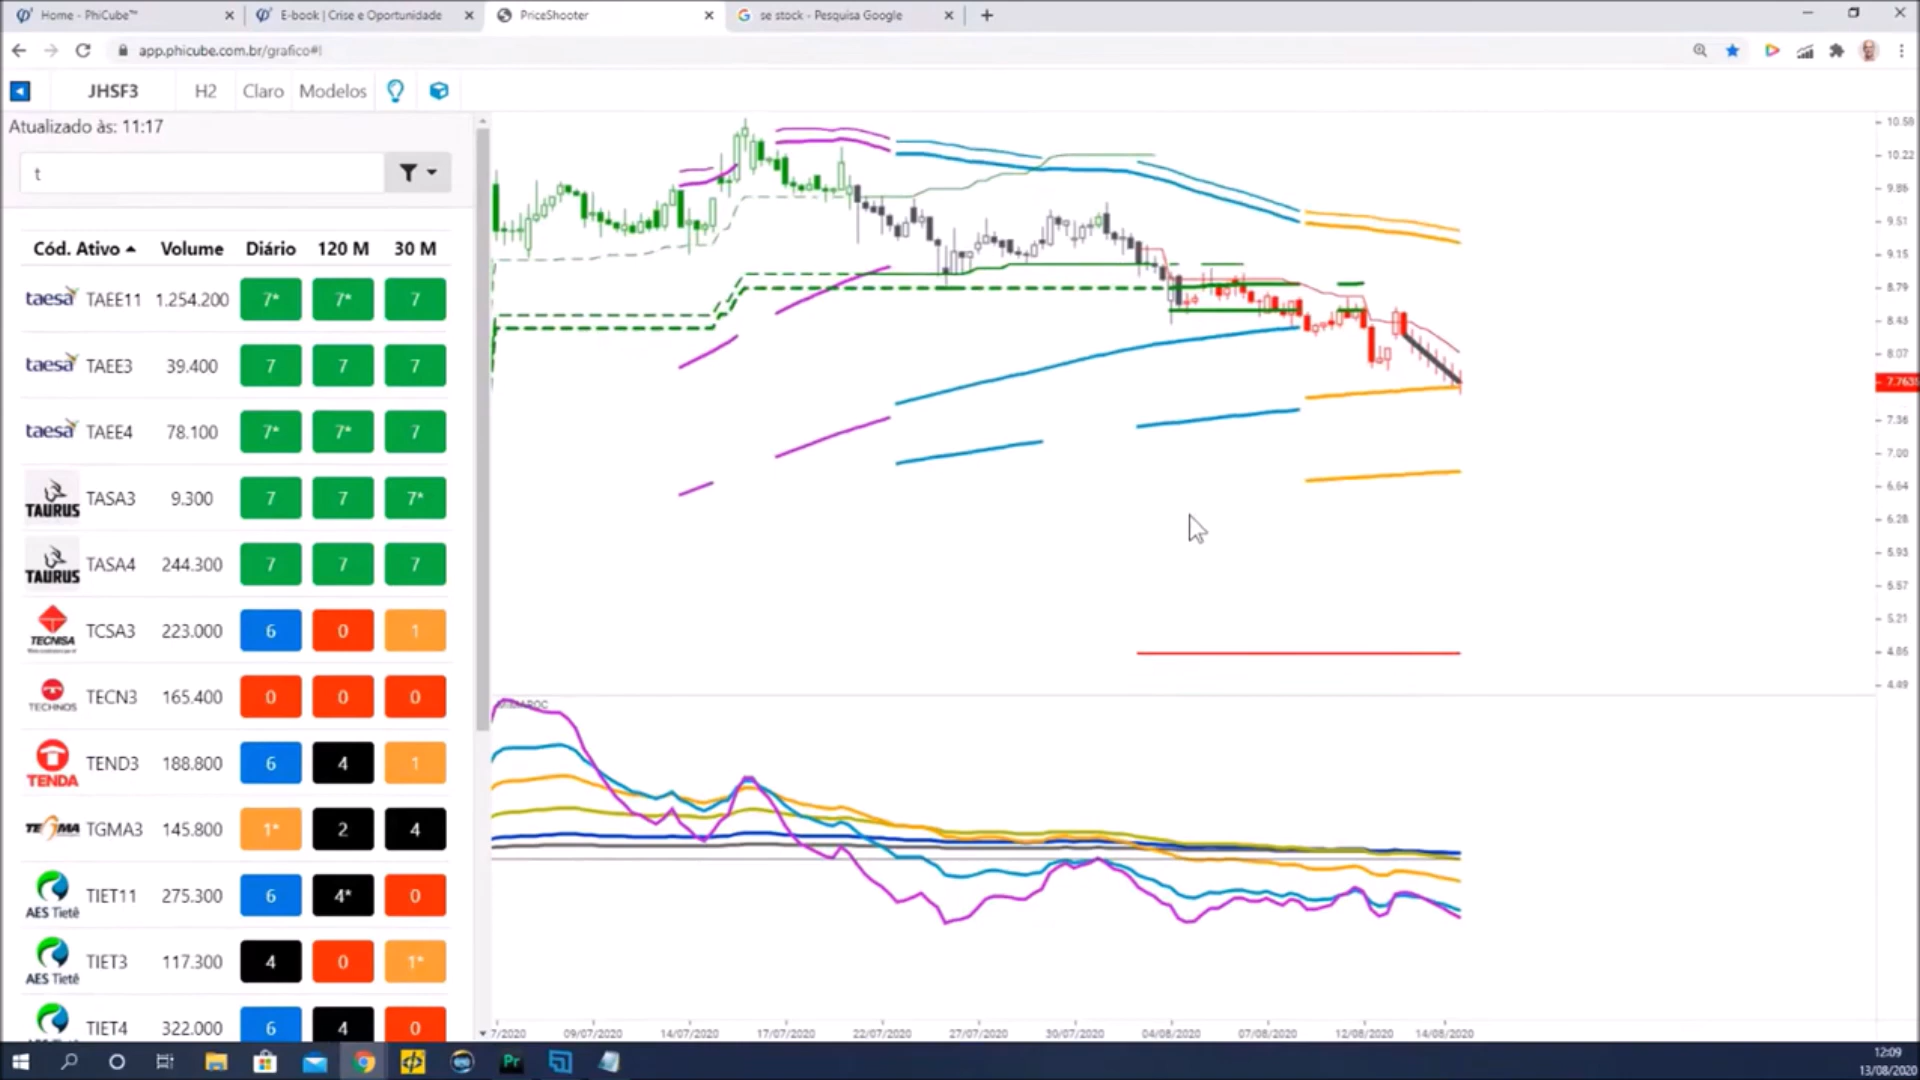 Home - PhiCube™
E-book | Crise e Oportunidade
PriceShooter
se stock - Pesquisa Google
app.phicube.com.br/grafico#!
JHSF3 H2 Claro Modelos
Atualizado às: 11:17
t
Cód. Ativo Volume Diário 120 M 30 M
taesa TAEE11 1.254.200 7* 7* 7
taesa TAEE3 39.400 7 7 7
taesa TAEE4 78.100 7* 7* 7
TAURUS TASA3 9.300 7 7 7*
TAURUS TASA4 244.300 7 7 7
TECNISA TCSA3 223.000 6 0 1
TECHNOS TECN3 165.400 0 0 0
TENDA TEND3 188.800 6 4 1
TEGMA TGMA3 145.800 1* 2 4
AES Tietê TIET11 275.300 6 4* 0
AES Tietê TIET3 117.300 4 0 1*
TIET4 322.000 6 4 0
10.58
10.22
9.86
9.51
9.15
8.79
8.43
8.07
7.7631
7.36
7.00
6.64
6.28
5.93
5.57
5.21
4.85
4.49
7/2020 09/07/2020 14/07/2020 17/07/2020 22/07/2020 27/07/2020 30/07/2020 04/08/2020 07/08/2020 12/08/2020 14/08/2020
Pr
12:09
13/08/2020